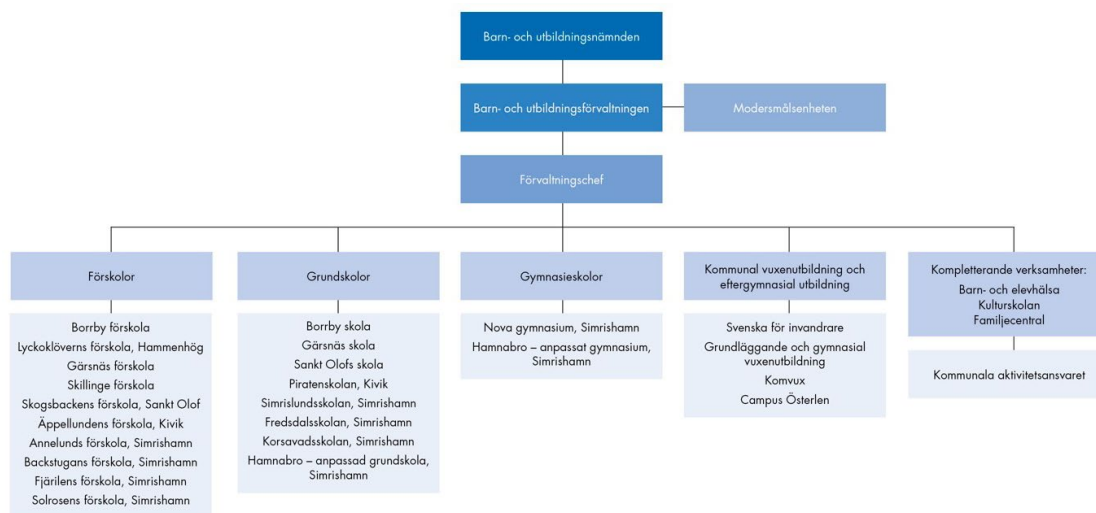 Barn- och utbildningsnämnden
Barn- och utbildningsförvaltningen
Modersmålsenheten
Förvaltningschef
Förskolor
Borrby förskola
Lyckoklöverns förskola, Hammenhög
Gärsnäs förskola
Skillinge förskola
Skogsbackens förskola, Sankt Olof
Äppellundens förskola, Kivik
Annelunds förskola, Simrishamn
Backstugans förskola, Simrishamn
Fjärilens förskola, Simrishamn
Solrosens förskola, Simrishamn
Grundskolor
Borrby skola
Gärsnäs skola
Sankt Olofs skola
Piratenskolan, Kivik
Simrislundsskolan, Simrishamn
Fredsdalsskolan, Simrishamn
Korsavadsskolan, Simrishamn
Hamnabro – anpassad grundskola,
Simrishamn
Gymnasieskolor
Nova gymnasium, Simrishamn
Hamnabro – anpassat gymnasium,
Simrishamn
Kommunal vuxenutbildning och
eftergymnasial utbildning
Svenska för invandrare
Grundläggande och gymnasial
vuxenutbildning
Komvux
Campus Österlen
Kompletterande verksamheter:
Barn- och elevhälsa
Kulturskolan
Familjecentral
Kommunala aktivitetsansvaret